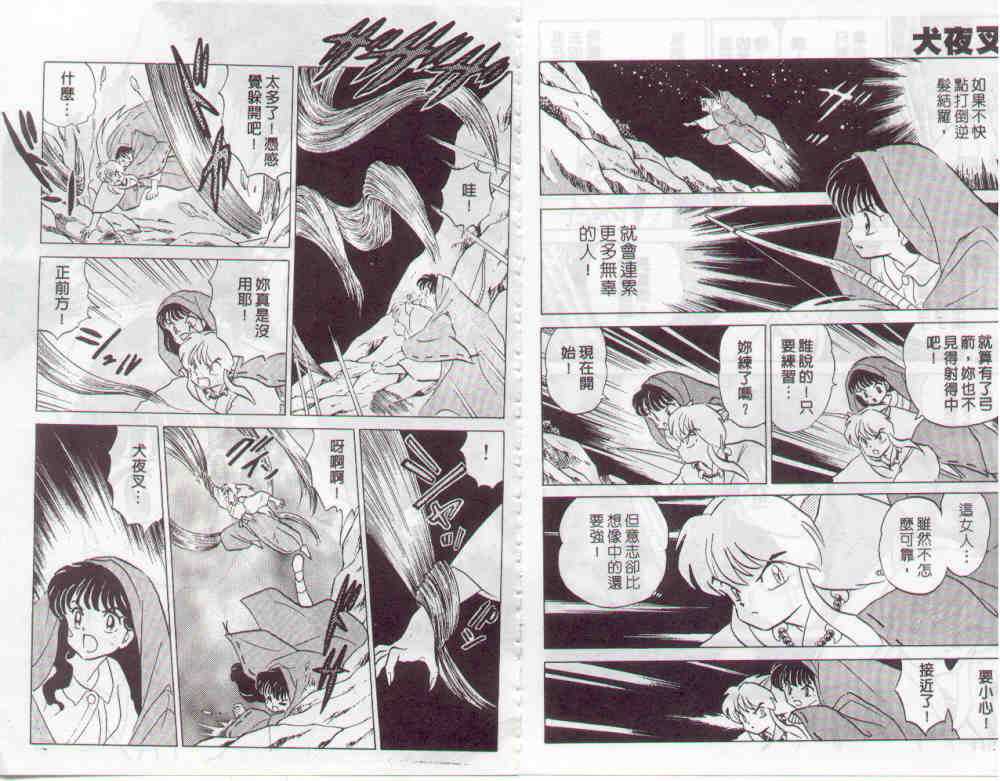 犬夜叉
如果不快
點打倒逆
髮結羅，
就會連累
更多無辜
的人！
就算有了弓
箭，妳也不
見得射得中
吧！
誰說的！只
要練習…
妳練了嗎？
現在開
始！
這女人…
雖然不怎
麼可靠，
但意志卻比
想像中的還
要強！
要小心！
接近了！
哇！
太多了！憑感
覺躲開吧！
什麼…
妳真是沒
用耶！
正前方！
！
呀啊啊！
犬夜叉…